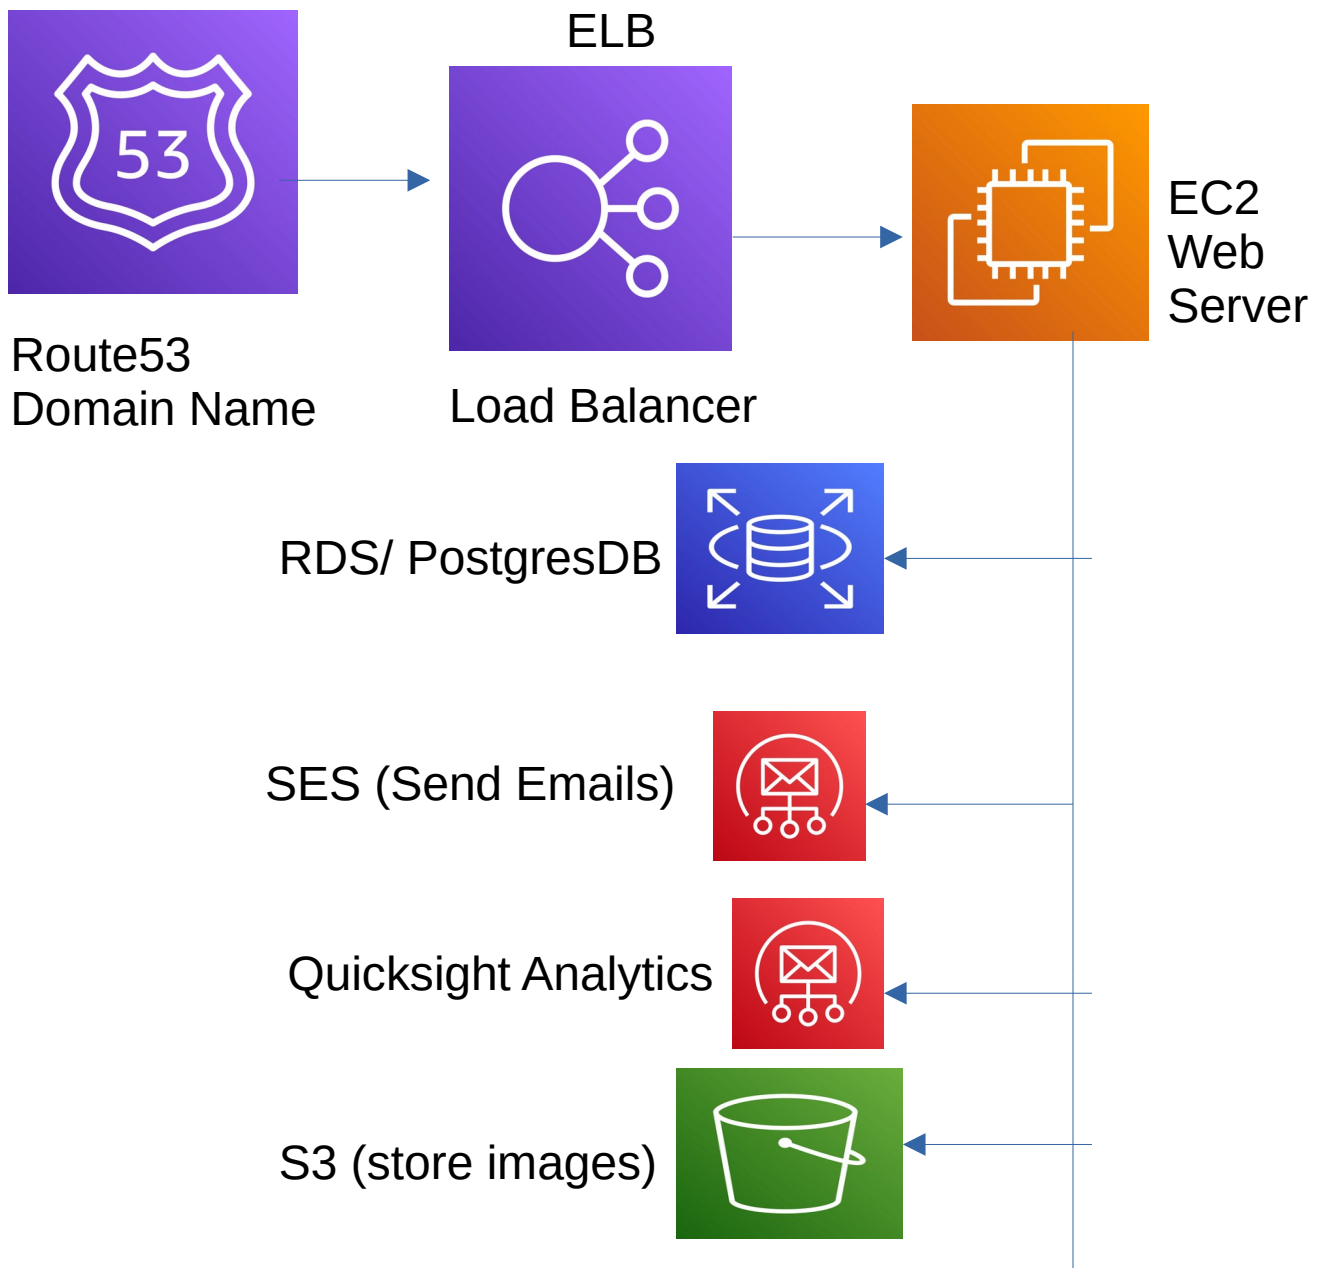 ELB
53
Route53
Domain Name
Load Balancer
EC2
Web
Server
RDS/ PostgresDB
SES (Send Emails)
Quicksight Analytics
S3 (store images)